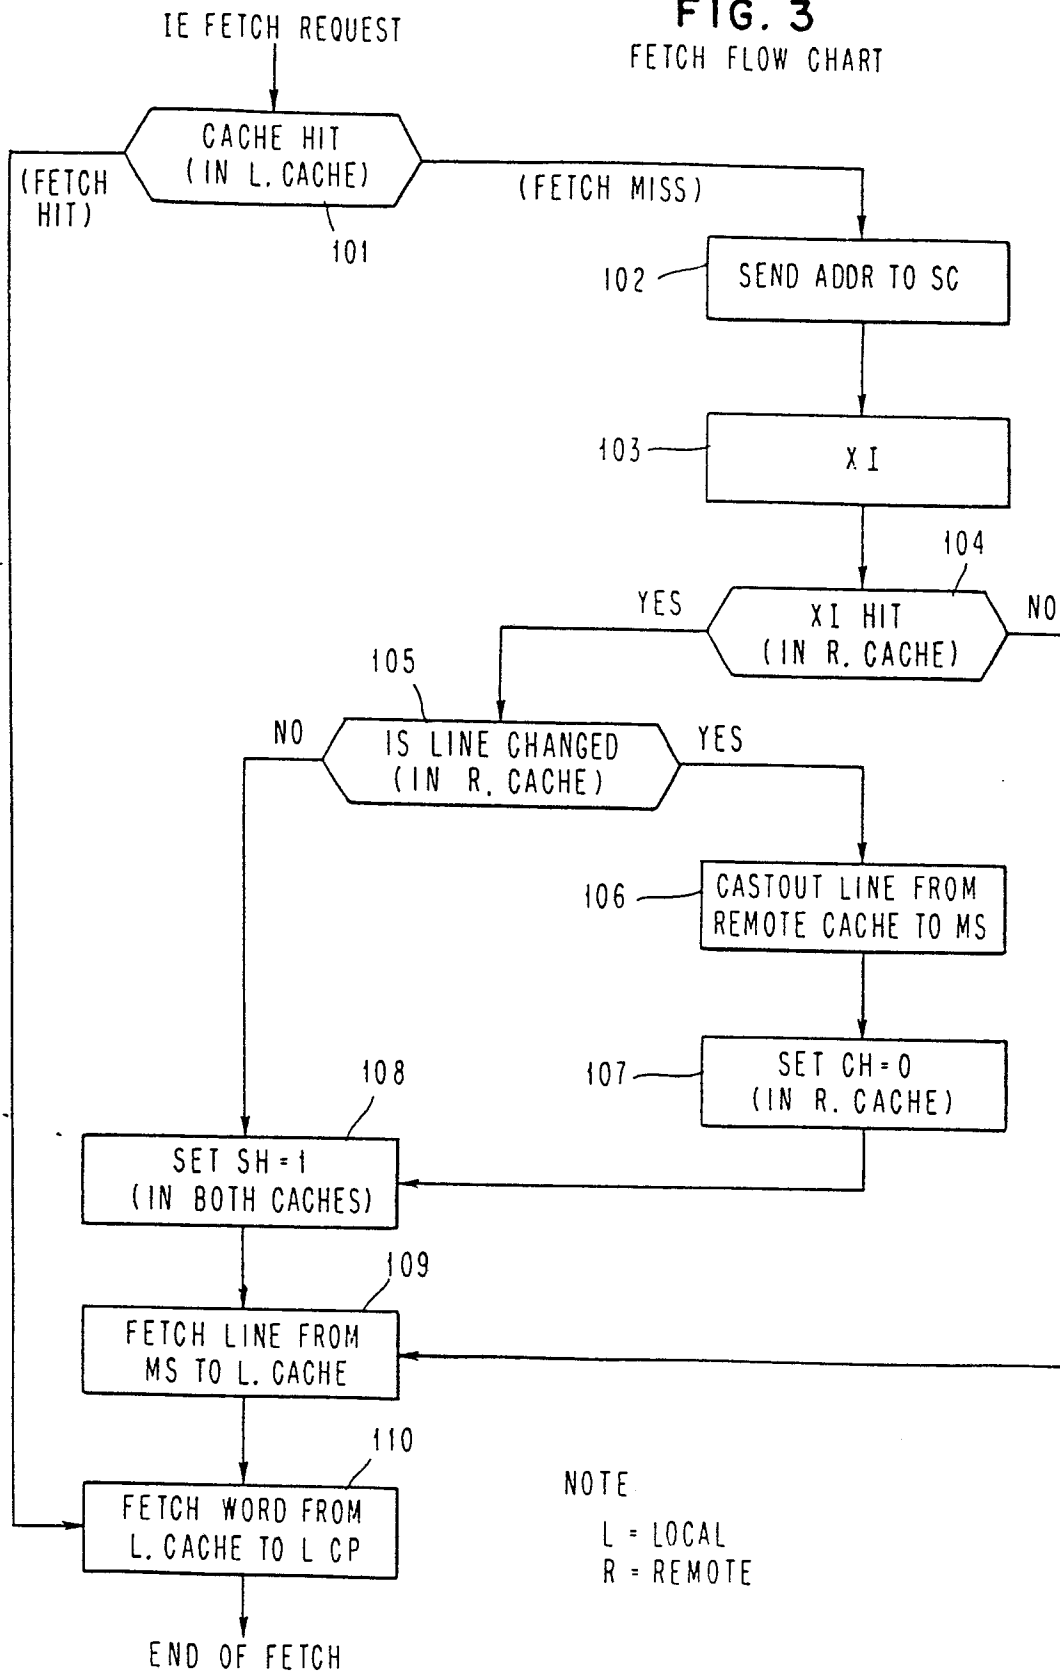 FIG. 3
FETCH FLOW CHART
IE FETCH REQUEST
CACHE HIT
(IN L. CACHE)
(FETCH
HIT)
101
(FETCH MISS)
102
SEND ADDR TO SC
103
XI
104
YES
XI HIT
(IN R. CACHE)
NO
105
NO
IS LINE CHANGED
(IN R. CACHE)
YES
106
CASTOUT LINE FROM
REMOTE CACHE TO MS
107
SET CH=0
(IN R. CACHE)
108
SET SH=1
(IN BOTH CACHES)
109
FETCH LINE FROM
MS TO L. CACHE
110
FETCH WORD FROM
L. CACHE TO L CP
END OF FETCH
NOTE
L = LOCAL
R = REMOTE